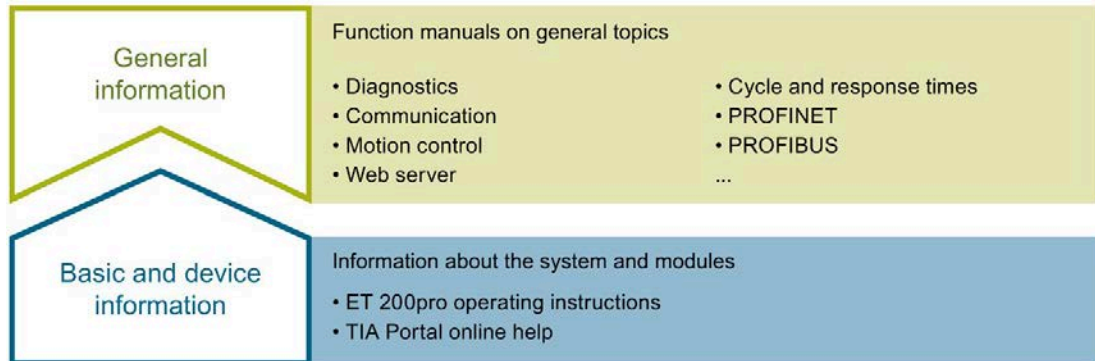 General
information
Function manuals on general topics
• Diagnostics
• Communication
• Motion control
• Web server
• Cycle and response times
• PROFINET
• PROFIBUS
...
Basic and device
information
Information about the system and modules
• ET 200pro operating instructions
• TIA Portal online help